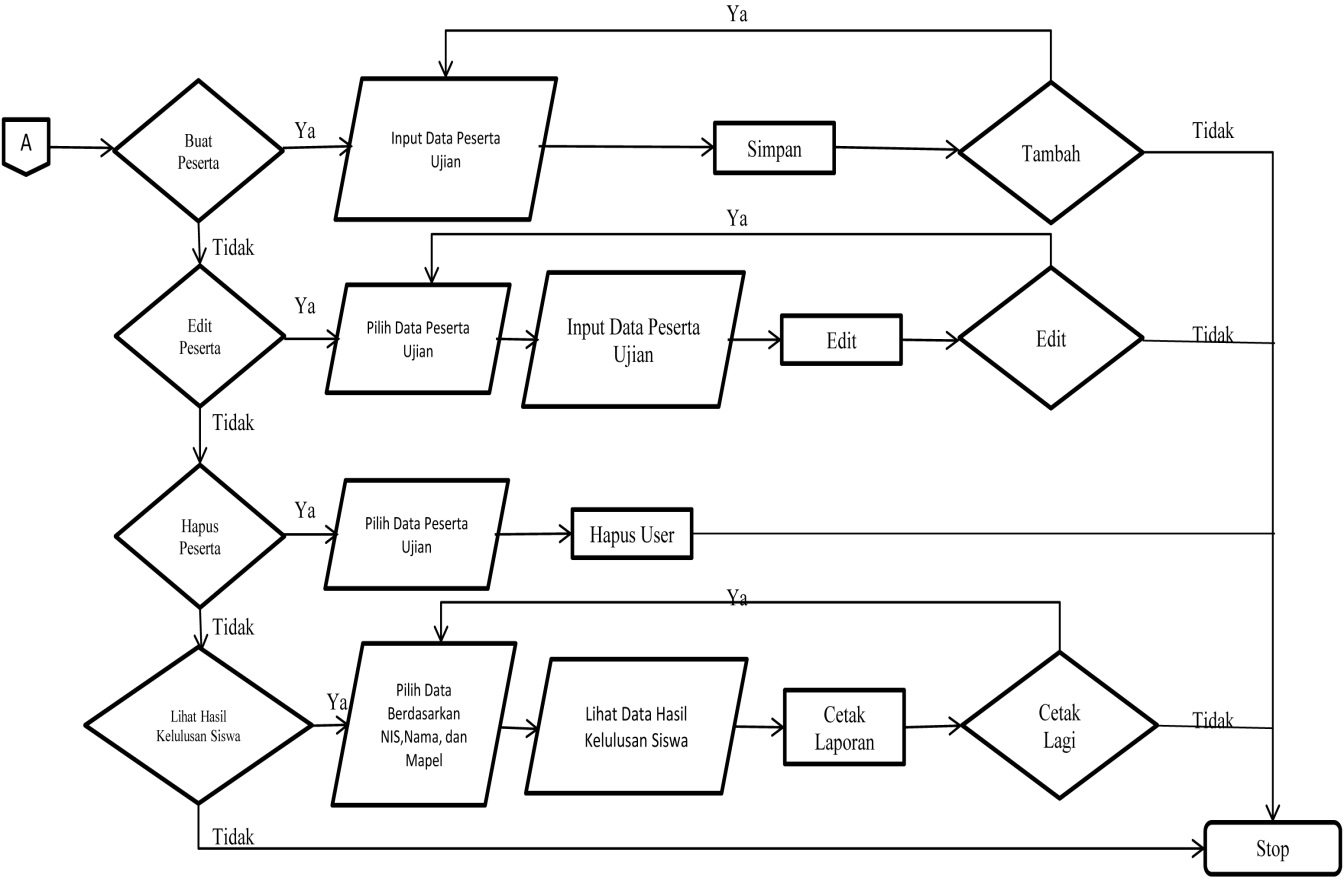 Ya
A
Buat
Peserta
Ya
Input Data Peserta
Ujian
Simpan
Tambah
Tidak
Tidak
Ya
Edit
Peserta
Ya
Pilih Data Peserta
Ujian
Input Data Peserta
Ujian
Edit
Edit
Tidak
Tidak
Hapus
Peserta
Ya
Pilih Data Peserta
Ujian
Hapus User
Tidak
Ya
Lihat Hasil
Kelulusan Siswa
Ya
Pilih Data
Berdasarkan
NIS,Nama, dan
Mapel
Lihat Data Hasil
Kelulusan Siswa
Cetak
Laporan
Cetak
Lagi
Tidak
Tidak
Stop